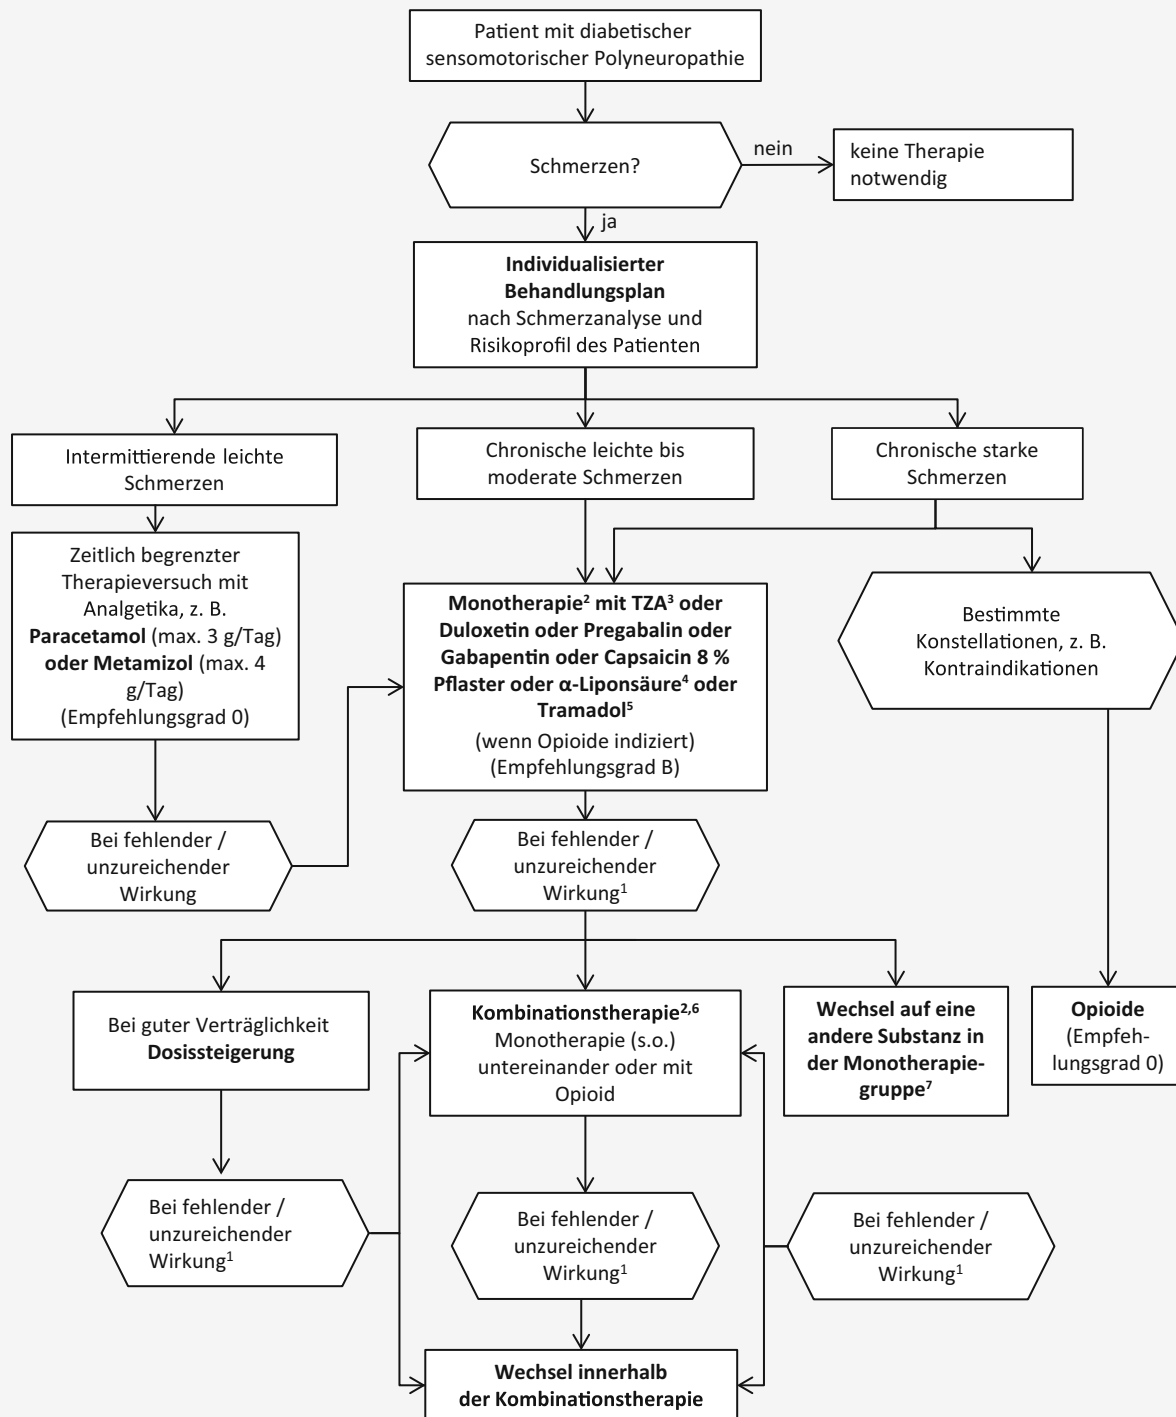 Patient mit diabetischer
sensomotorischer Polyneuropathie
Schmerzen?
nein
keine Therapie
notwendig
ja
Individualisierter
Behandlungsplan
nach Schmerzanalyse und
Risikoprofil des Patienten
Intermittierende leichte
Schmerzen
Chronische leichte bis
moderate Schmerzen
Chronische starke
Schmerzen
Zeitlich begrenzter
Therapieversuch mit
Analgetika, z. B.
Paracetamol (max. 3 g/Tag)
oder Metamizol (max. 4
g/Tag)
(Empfehlungsgrad 0)
Monotherapie² mit TZA³ oder
Duloxetin oder Pregabalin oder
Gabapentin oder Capsaicin 8 %
Pflaster oder α-Liponsäure⁴ oder
Tramadol⁵
(wenn Opioide indiziert)
(Empfehlungsgrad B)
Bestimmte
Konstellationen, z. B.
Kontraindikationen
Bei fehlender /
unzureichender
Wirkung
Bei fehlender /
unzureichender
Wirkung¹
Bei guter Verträglichkeit
Dosissteigerung
Kombinationstherapie²,⁶
Monotherapie (s.o.)
untereinander oder mit
Opioid
Wechsel auf eine
andere Substanz in
der Monotherapie-
gruppe⁷
Opioide
(Empfeh-
lungsgrad 0)
Bei fehlender /
unzureichender
Wirkung¹
Bei fehlender /
unzureichender
Wirkung¹
Bei fehlender /
unzureichender
Wirkung¹
Wechsel innerhalb
der Kombinationstherapie